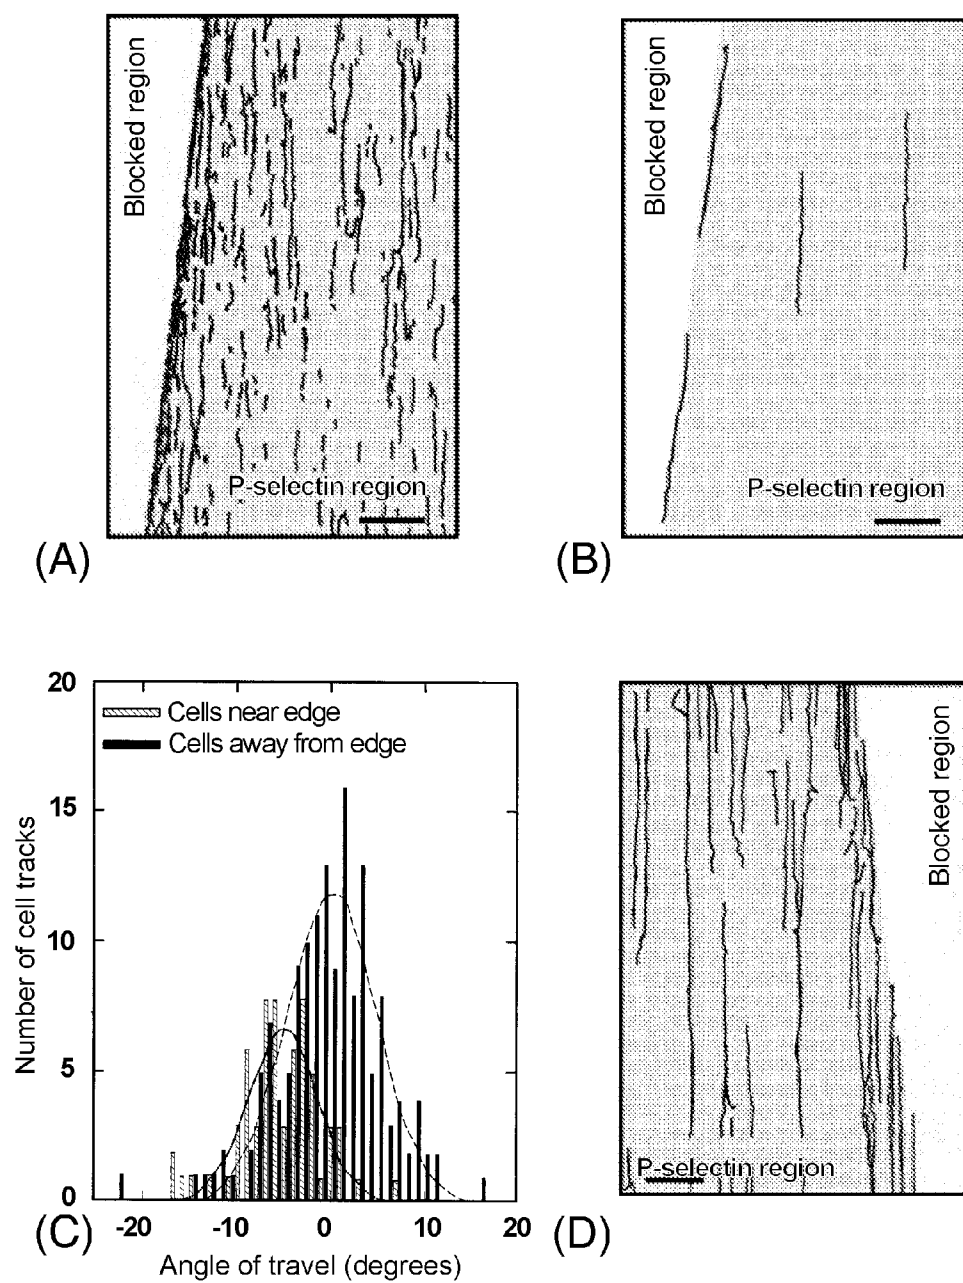 Blocked region
P-selectin region
(A)
Blocked region
P-selectin region
(B)
20
15
10
5
0
Number of cell tracks
Cells near edge
Cells away from edge
-20
-10
0
10
20
Angle of travel (degrees)
(C)
Blocked region
P-selectin region
(D)